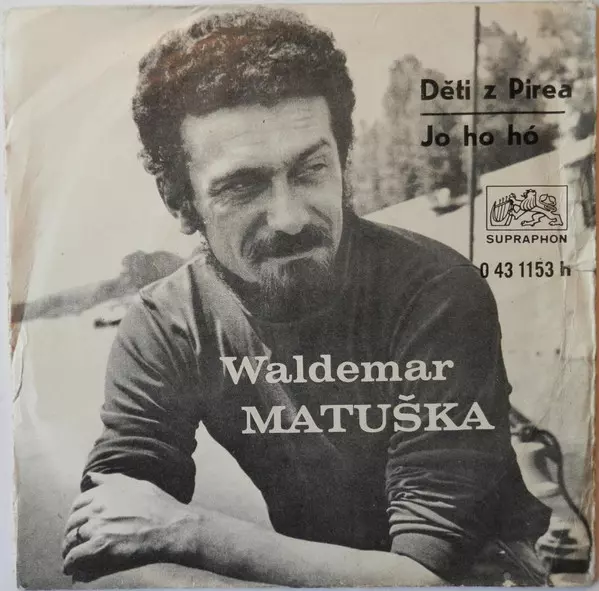 Děti z Pirea
Jo ho hó
SUPRAPHON
0 43 1153 h
Waldemar
MATUŠKA